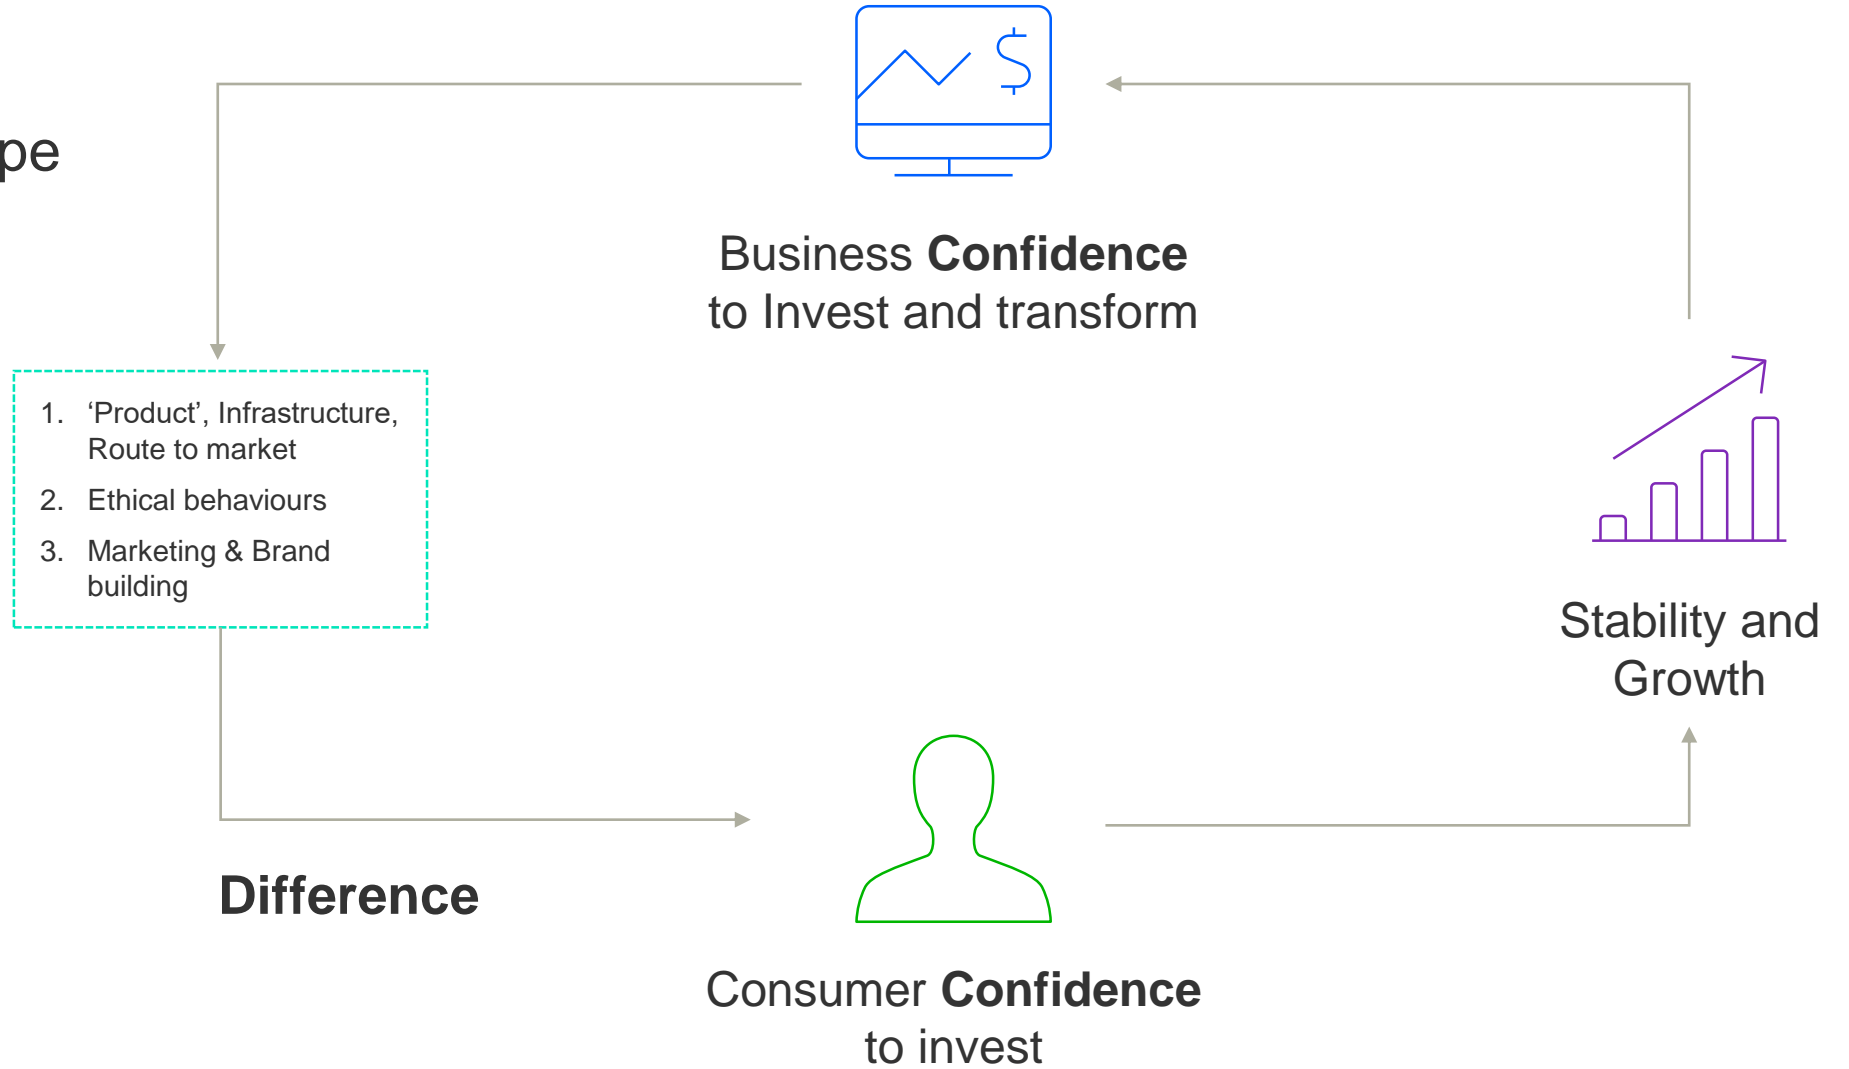 pe
Business Confidence
to Invest and transform
1. ‘Product’, Infrastructure,
Route to market
2. Ethical behaviours
3. Marketing & Brand
building
Stability and
Growth
Difference
Consumer Confidence
to invest
$